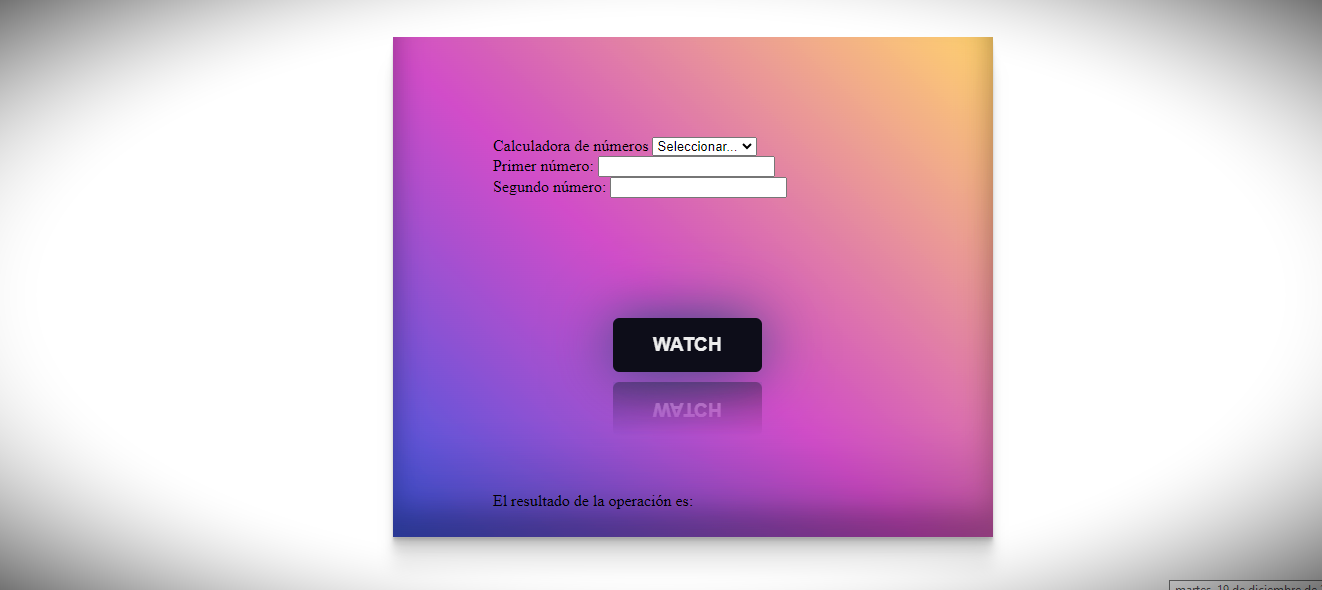 Calculadora de números Seleccionar...
Primer número:
Segundo número:
WATCH
WATCH
El resultado de la operación es:
martes, 19 de diciembre de